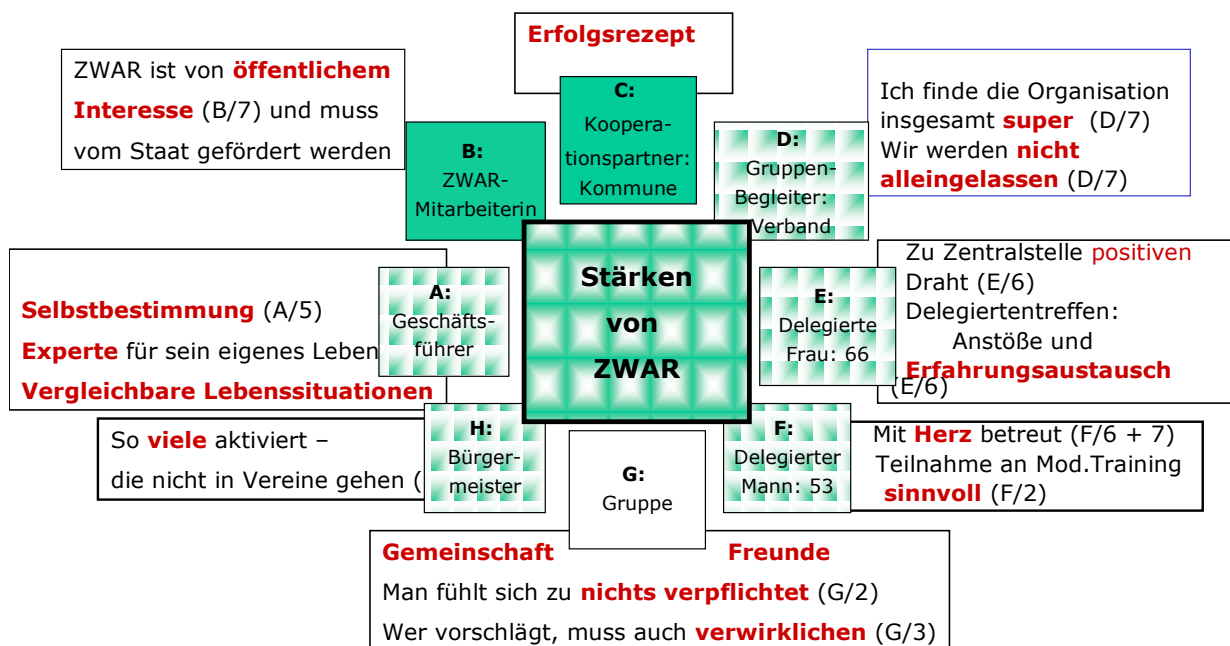 Erfolgsrezept
ZWAR ist von öffentlichem
Interesse (B/7) und muss
vom Staat gefördert werden
B:
ZWAR-
Mitarbeiterin
C:
Koopera-
tionspartner:
Kommune
D:
Gruppen-
Begleiter:
Verband
Ich finde die Organisation
insgesamt super (D/7)
Wir werden nicht
alleingelassen (D/7)
Selbstbestimmung (A/5)
Experte für sein eigenes Leben
Vergleichbare Lebenssituationen
A:
Geschäfts-
führer
Stärken
von
ZWAR
E:
Delegierte
Frau: 66
Zu Zentralstelle positiven
Draht (E/6)
Delegiertentreffen:
Anstöße und
Erfahrungsaustausch
(E/6)
So viele aktiviert –
die nicht in Vereine gehen (
H:
Bürger-
meister
G:
Gruppe
F:
Delegierter
Mann: 53
Mit Herz betreut (F/6 + 7)
Teilnahme an Mod.Training
sinnvoll (F/2)
Gemeinschaft Freunde
Man fühlt sich zu nichts verpflichtet (G/2)
Wer vorschlägt, muss auch verwirklichen (G/3)